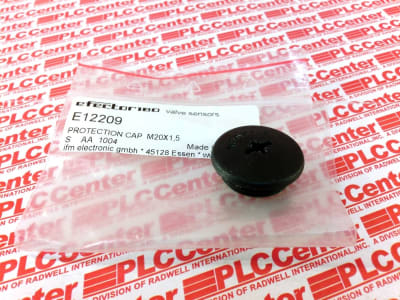 efector160 valve sensors
E12209
PROTECTION CAP M20X1,5
S AA 1004 Made
ifm electronic gmbh * 45128 Essen *
PLCCenter
A DIVISION OF RADWELL INTERNATIONAL